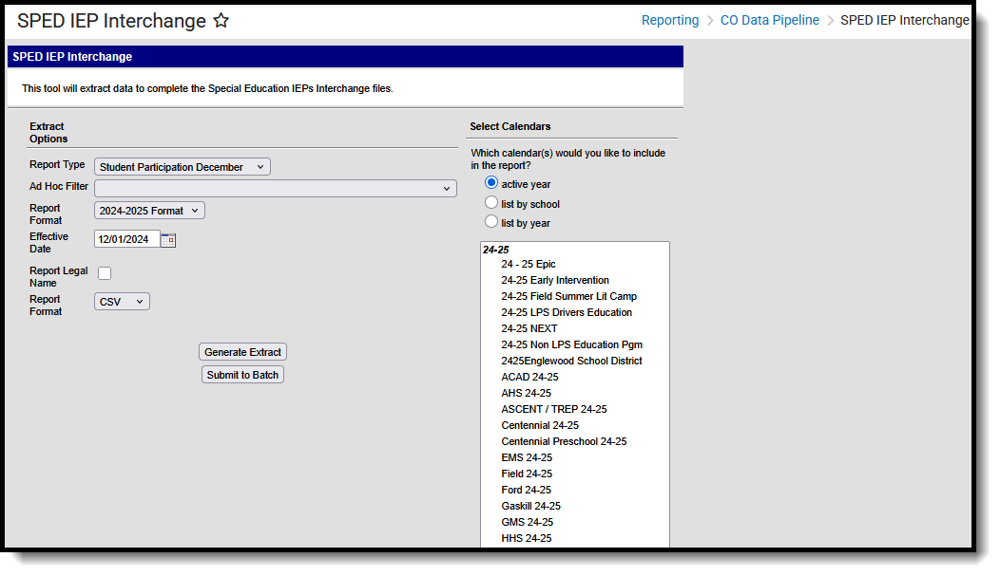 SPED IEP Interchange
Reporting > CO Data Pipeline > SPED IEP Interchange
SPED IEP Interchange
This tool will extract data to complete the Special Education IEPs Interchange files.
Extract
Options
Report Type
Student Participation December
Ad Hoc Filter
Report
Format
2024-2025 Format
Effective
Date
12/01/2024
Report Legal
Name
Report
Format
CSV
Generate Extract
Submit to Batch
Select Calendars
Which calendar(s) would you like to include
in the report?
active year
list by school
list by year
24-25
24 - 25 Epic
24-25 Early Intervention
24-25 Field Summer Lit Camp
24-25 LPS Drivers Education
24-25 NEXT
24-25 Non LPS Education Pgm
2425Englewood School District
ACAD 24-25
AHS 24-25
ASCENT / TREP 24-25
Centennial 24-25
Centennial Preschool 24-25
EMS 24-25
Field 24-25
Ford 24-25
Gaskill 24-25
GMS 24-25
HHS 24-25